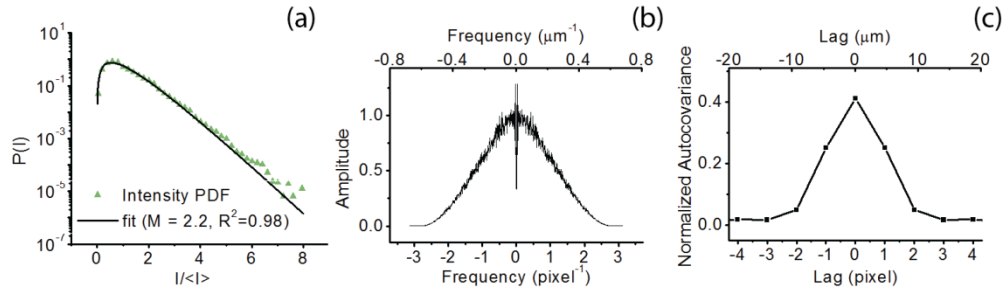 (a)
10^1
10^-1
10^-3
10^-5
10^-7
P(I)
Intensity PDF
fit (M = 2.2, R^2=0.98)
0 2 4 6 8
I/<I>
(b)
Frequency (μm^-1)
-0.8 -0.4 0.0 0.4 0.8
1.0
0.5
0.0
Amplitude
-3 -2 -1 0 1 2 3
Frequency (pixel^-1)
(c)
Lag (μm)
-20 -10 0 10 20
0.4
0.2
0.0
Normalized Autocovariance
-4 -3 -2 -1 0 1 2 3 4
Lag (pixel)